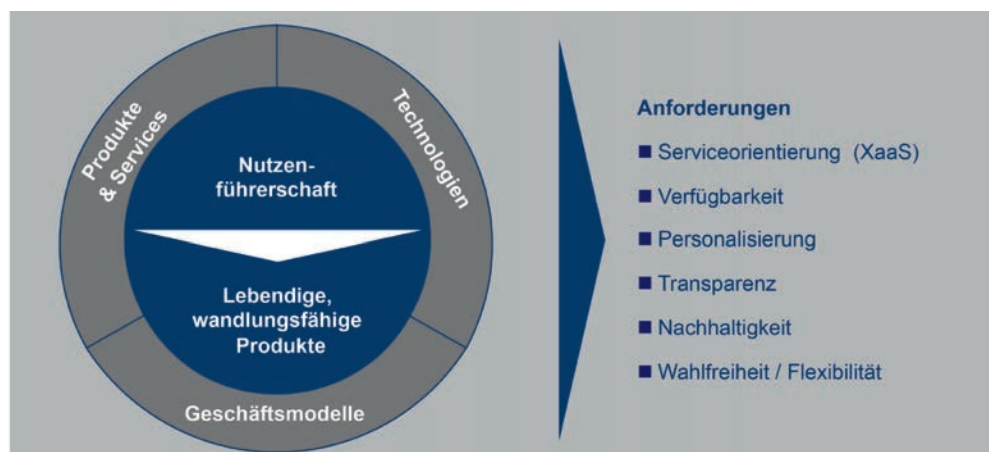 Produkte
& Services
Technologien
Nutzen-
führerschaft
Lebendige,
wandlungsfähige
Produkte
Geschäftsmodelle
Anforderungen
Serviceorientierung (XaaS)
Verfügbarkeit
Personalisierung
Transparenz
Nachhaltigkeit
Wahlfreiheit / Flexibilität